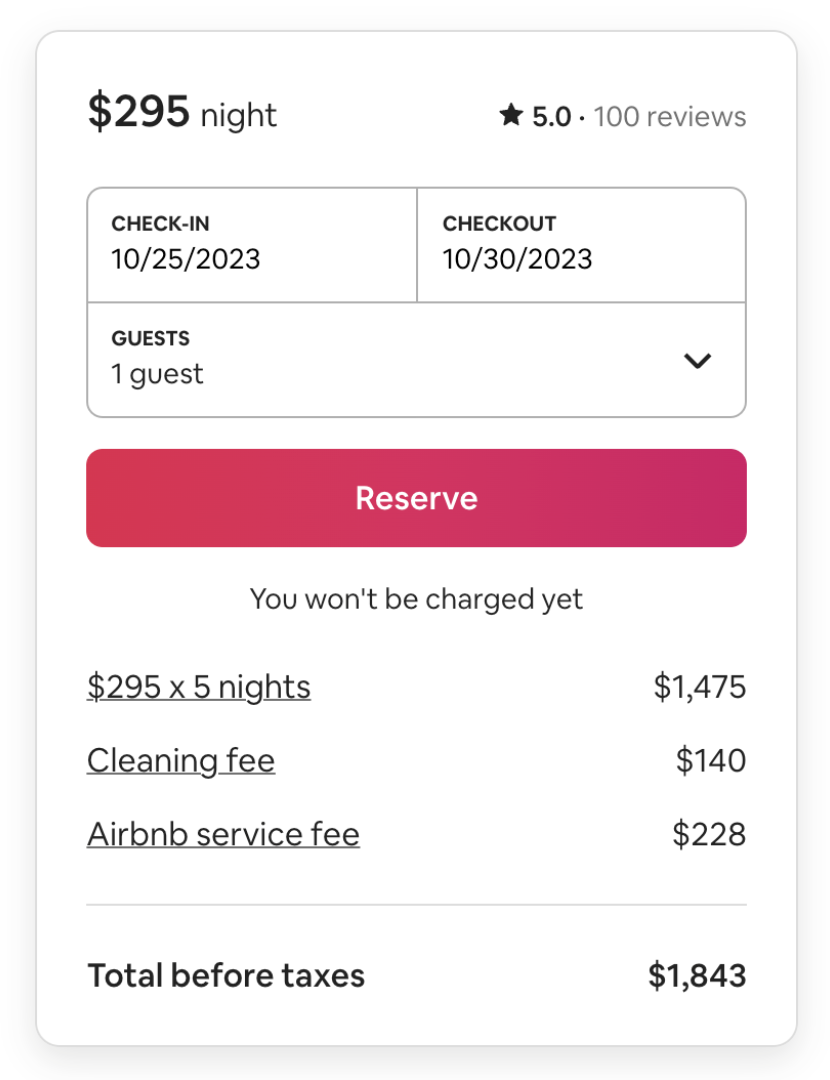 $295 night ★ 5.0 · 100 reviews
CHECK-IN CHECKOUT
10/25/2023 10/30/2023
GUESTS
1 guest
Reserve
You won't be charged yet
$295 x 5 nights $1,475
Cleaning fee $140
Airbnb service fee $228
Total before taxes $1,843